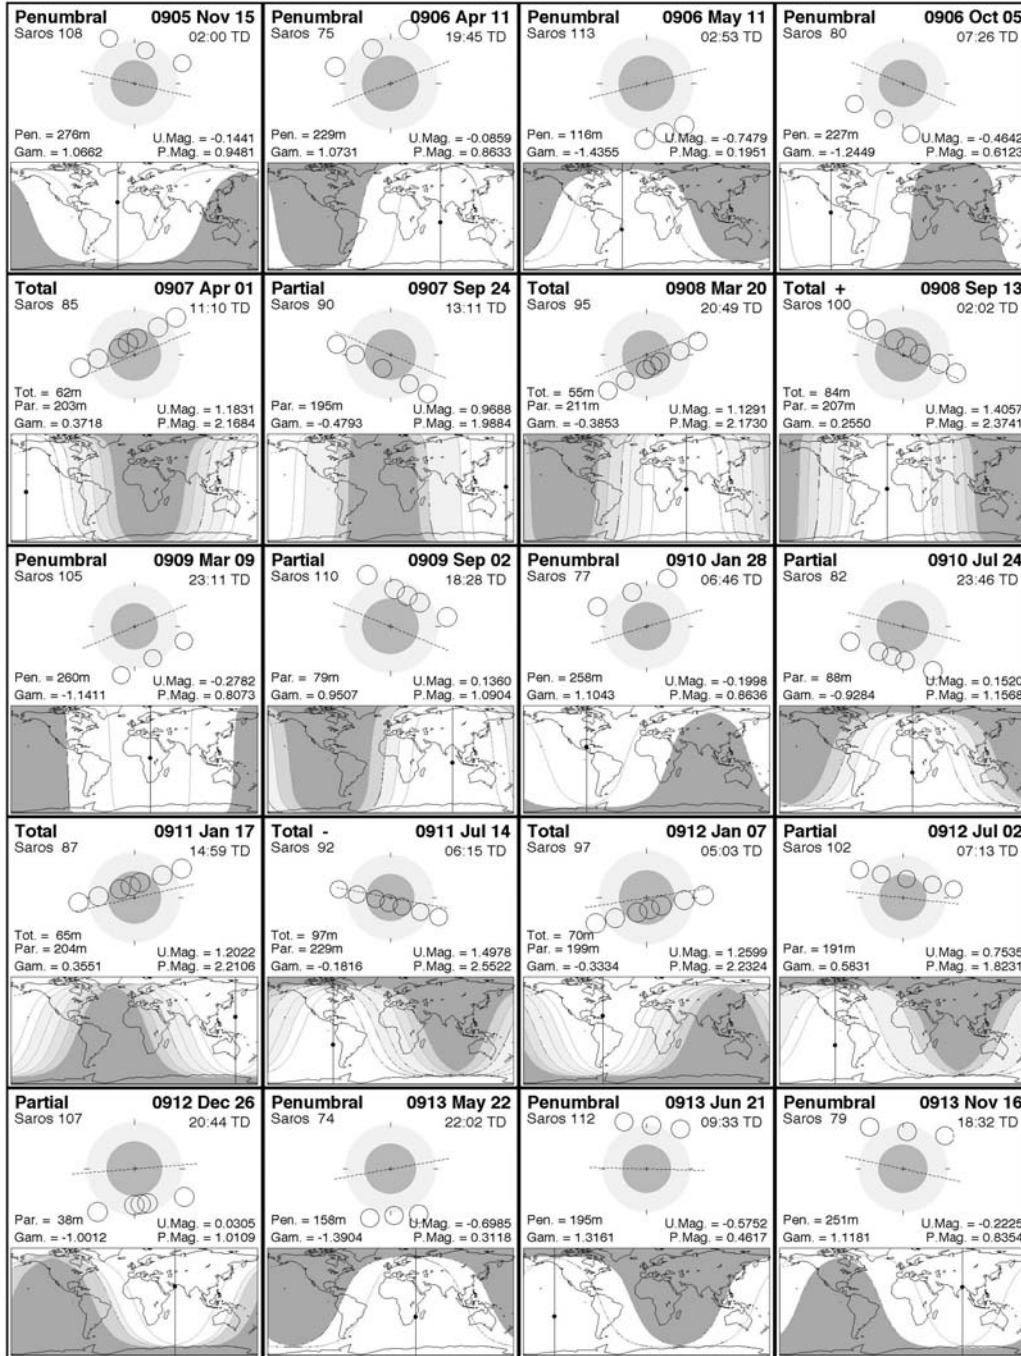 Penumbral 0905 Nov 15
Saros 108 02:00 TD
Pen. = 276m U.Mag. = -0.1441
Gam. = 1.0662 P.Mag. = 0.9481
Penumbral 0906 Apr 11
Saros 75 19:45 TD
Pen. = 229m U.Mag. = -0.0859
Gam. = 1.0731 P.Mag. = 0.8633
Penumbral 0906 May 11
Saros 113 02:53 TD
Pen. = 116m U.Mag. = -0.7479
Gam. = -1.4355 P.Mag. = 0.1951
Penumbral 0906 Oct 05
Saros 80 07:26 TD
Pen. = 227m U.Mag. = -0.4642
Gam. = -1.2449 P.Mag. = 0.6123
Total 0907 Apr 01
Saros 85 11:10 TD
Tot. = 62m
Par. = 203m U.Mag. = 1.1831
Gam. = 0.3718 P.Mag. = 2.1684
Partial 0907 Sep 24
Saros 90 13:11 TD
Par. = 195m U.Mag. = 0.9688
Gam. = -0.4793 P.Mag. = 1.9884
Total 0908 Mar 20
Saros 95 20:49 TD
Tot. = 55m
Par. = 211m U.Mag. = 1.1291
Gam. = -0.3853 P.Mag. = 2.1730
Total + 0908 Sep 13
Saros 100 02:02 TD
Tot. = 84m
Par. = 207m U.Mag. = 1.4057
Gam. = 0.2550 P.Mag. = 2.3741
Penumbral 0909 Mar 09
Saros 105 23:11 TD
Pen. = 260m U.Mag. = -0.2782
Gam. = -1.1411 P.Mag. = 0.8073
Partial 0909 Sep 02
Saros 110 18:28 TD
Par. = 79m U.Mag. = 0.1360
Gam. = 0.9507 P.Mag. = 1.0904
Penumbral 0910 Jan 28
Saros 77 06:46 TD
Pen. = 258m U.Mag. = -0.1998
Gam. = 1.1043 P.Mag. = 0.8636
Partial 0910 Jul 24
Saros 82 23:46 TD
Par. = 88m U.Mag. = 0.1520
Gam. = -0.9284 P.Mag. = 1.1568
Total 0911 Jan 17
Saros 87 14:59 TD
Tot. = 65m
Par. = 204m U.Mag. = 1.2022
Gam. = 0.3551 P.Mag. = 2.2106
Total - 0911 Jul 14
Saros 92 06:15 TD
Tot. = 97m
Par. = 229m U.Mag. = 1.4978
Gam. = -0.1816 P.Mag. = 2.5522
Total 0912 Jan 07
Saros 97 05:03 TD
Tot. = 70m
Par. = 199m U.Mag. = 1.2599
Gam. = -0.3334 P.Mag. = 2.2324
Partial 0912 Jul 02
Saros 102 07:13 TD
Par. = 191m U.Mag. = 0.7535
Gam. = 0.5831 P.Mag. = 1.8231
Partial 0912 Dec 26
Saros 107 20:44 TD
Par. = 38m U.Mag. = 0.0305
Gam. = -1.0012 P.Mag. = 1.0109
Penumbral 0913 May 22
Saros 74 22:02 TD
Pen. = 158m U.Mag. = -0.6985
Gam. = -1.3904 P.Mag. = 0.3118
Penumbral 0913 Jun 21
Saros 112 09:33 TD
Pen. = 195m U.Mag. = -0.5752
Gam. = 1.3161 P.Mag. = 0.4617
Penumbral 0913 Nov 16
Saros 79 18:32 TD
Pen. = 251m U.Mag. = -0.2225
Gam. = 1.1181 P.Mag. = 0.8354